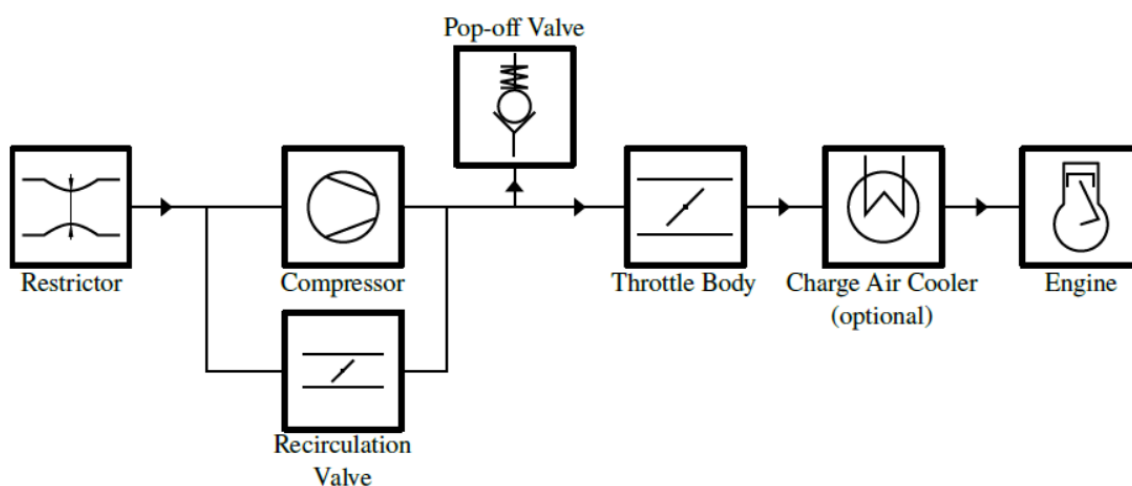 Pop-off Valve
Restrictor
Compressor
Throttle Body
Charge Air Cooler
(optional)
Engine
Recirculation
Valve